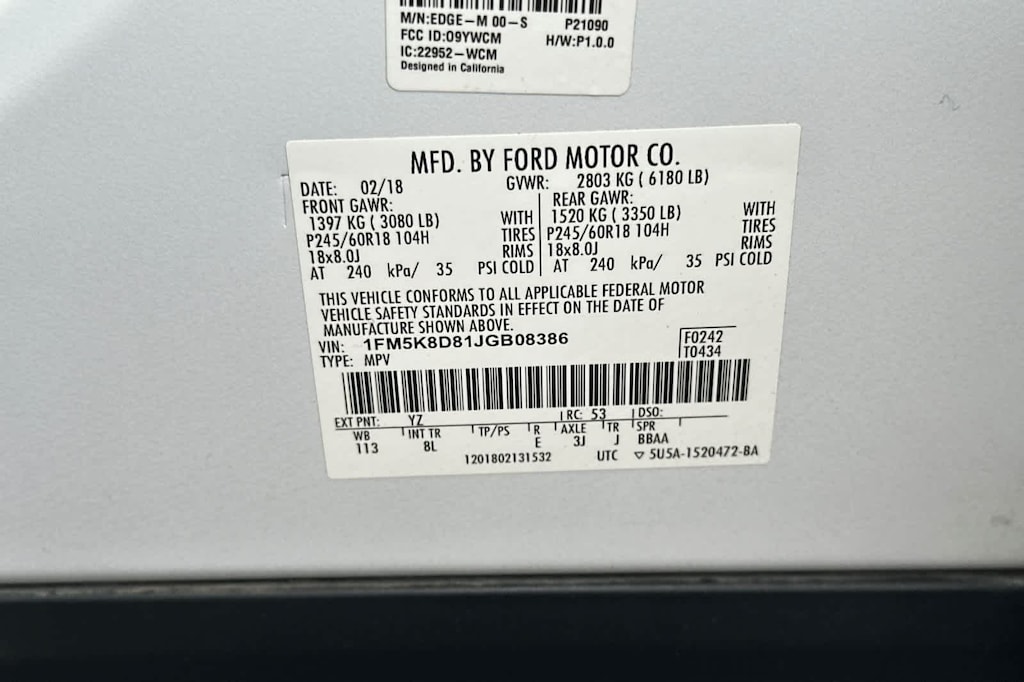 M/N:EDGE-M 00-S P21090
FCC ID:O9YWCM H/W:P1.0.0
IC:22952-WCM
Designed in California
MFD. BY FORD MOTOR CO.
DATE: 02/18 GVWR: 2803 KG ( 6180 LB)
FRONT GAWR: REAR GAWR:
1397 KG ( 3080 LB) WITH 1520 KG ( 3350 LB) WITH
P245/60R18 104H TIRES P245/60R18 104H TIRES
18x8.0J RIMS 18x8.0J RIMS
AT 240 kPa/ 35 PSI COLD AT 240 kPa/ 35 PSI COLD
THIS VEHICLE CONFORMS TO ALL APPLICABLE FEDERAL MOTOR
VEHICLE SAFETY STANDARDS IN EFFECT ON THE DATE OF
MANUFACTURE SHOWN ABOVE.
VIN: 1FM5K8D81JGB08386 F0242
TYPE: MPV T0434
EXT PNT: YZ RC: 53 DSO:
WB INT TR TP/PS R AXLE TR SPR
113 8L E 3J J BBAA
1201802131532 UTC ▽ 5U5A-1520472-BA